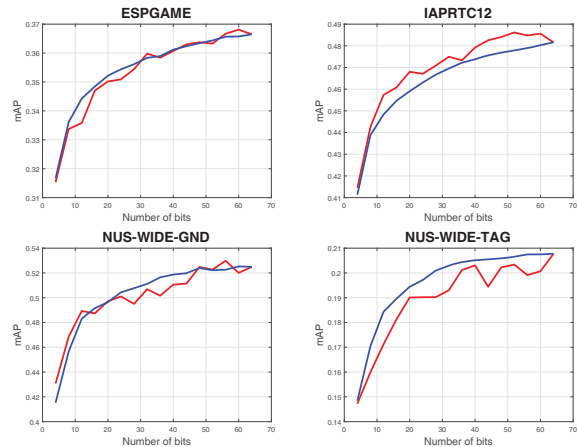 ESPGAME
0.37
0.36
0.35
0.34
0.33
0.32
0.31
mAP
0 10 20 30 40 50 60 70
Number of bits
IAPRTC12
0.49
0.48
0.47
0.46
0.45
0.44
0.43
0.42
0.41
mAP
0 10 20 30 40 50 60 70
Number of bits
NUS-WIDE-GND
0.54
0.52
0.5
0.48
0.46
0.44
0.42
0.4
mAP
0 10 20 30 40 50 60 70
Number of bits
NUS-WIDE-TAG
0.21
0.2
0.19
0.18
0.17
0.16
0.15
0.14
mAP
0 10 20 30 40 50 60 70
Number of bits